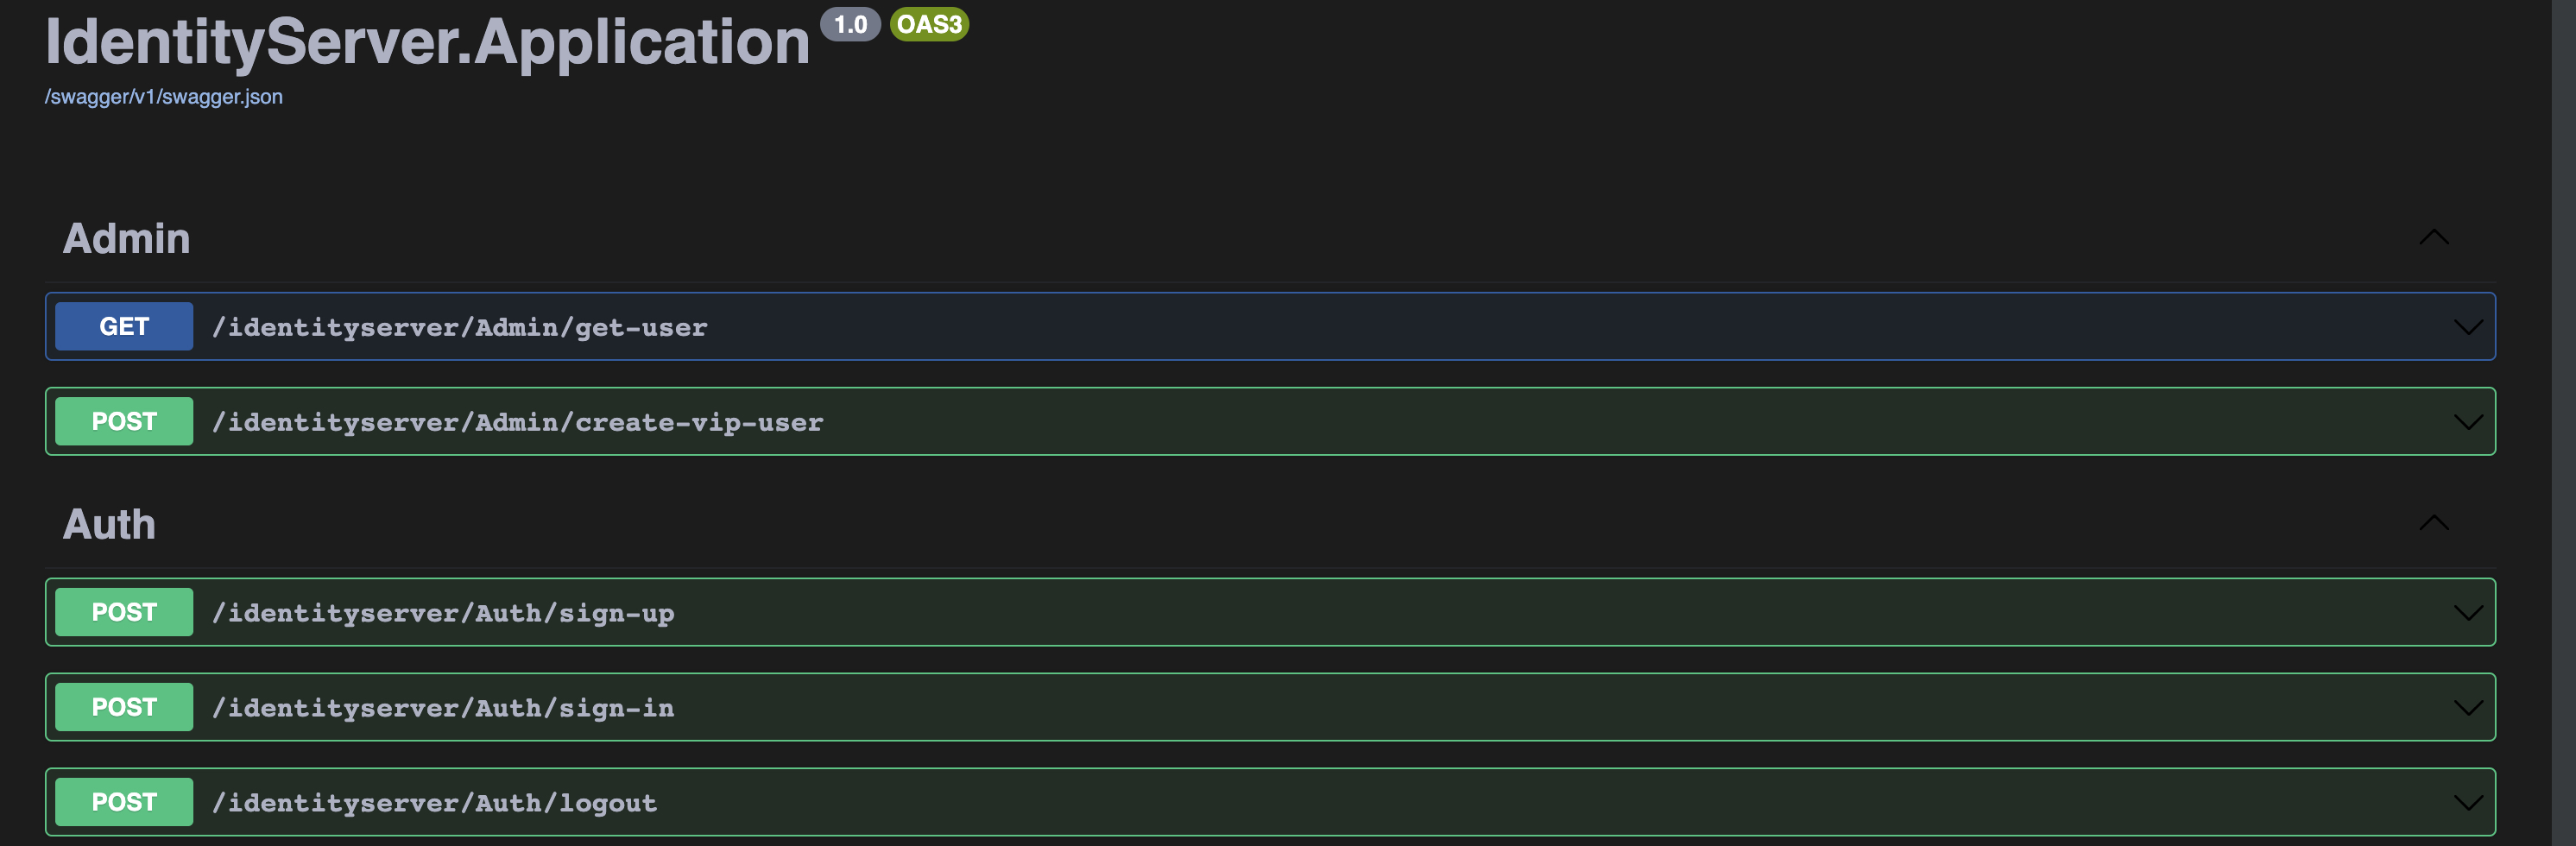 IdentityServer.Application 1.0 OAS3
/swagger/v1/swagger.json
Admin
GET /identityserver/Admin/get-user
POST /identityserver/Admin/create-vip-user
Auth
POST /identityserver/Auth/sign-up
POST /identityserver/Auth/sign-in
POST /identityserver/Auth/logout